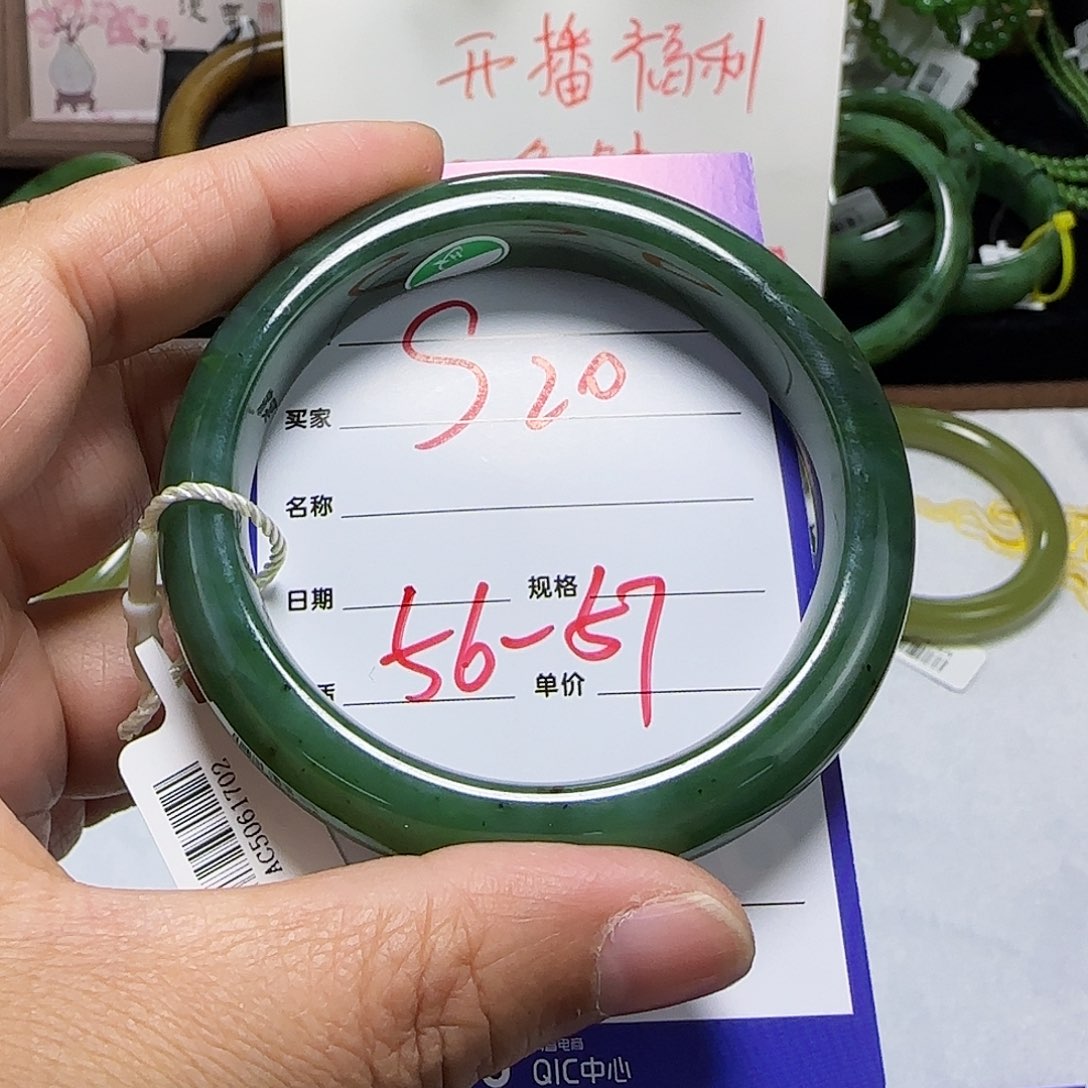 开播福利
S20
买家
名称
日期 规格
56-57
单价
AC5061702
QIC中心